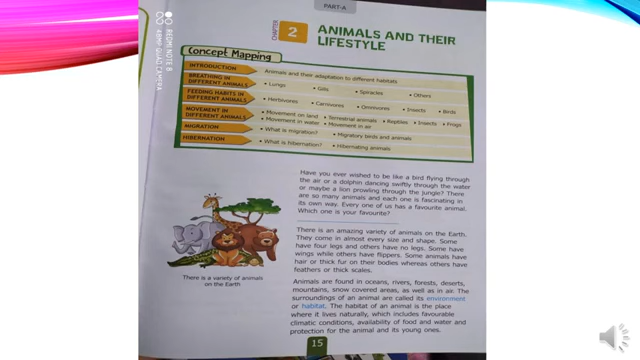 PART-A
CHAPTER
2
ANIMALS AND THEIR
LIFESTYLE
Concept Mapping
INTRODUCTION
Animals and their adaptation to different habitats
BREATHING IN
DIFFERENT ANIMALS
• Lungs • Gills • Spiracles • Others
FEEDING HABITS IN
DIFFERENT ANIMALS
• Herbivores • Carnivores • Omnivores • Insects • Birds
MOVEMENT IN
DIFFERENT ANIMALS
• Movement on land • Terrestrial animals • Reptiles • Insects • Frogs
• Movement in water • Movement in air
MIGRATION
• What is migration? • Migratory birds and animals
HIBERNATION
• What is hibernation? • Hibernating animals
Have you ever wished to be like a bird flying through
the air or a dolphin dancing swiftly through the water
or maybe a lion prowling through the jungle? There
are so many animals and each one is fascinating in
its own way. Every one of us has a favourite animal.
Which one is your favourite?
There is an amazing variety of animals on the Earth.
They come in almost every size and shape. Some
have four legs and others have no legs. Some have
wings while others have flippers. Some animals have
hair or thick fur on their bodies whereas others have
feathers or thick scales.
There is a variety of animals
on the Earth
Animals are found in oceans, rivers, forests, deserts,
mountains, snow covered areas, as well as in air. The
surroundings of an animal are called its environment
or habitat. The habitat of an animal is the place
where it lives naturally, which includes favourable
climatic conditions, availability of food and water and
protection for the animal and its young ones.
15
REDMI NOTE 8
48MP QUAD CAMERA